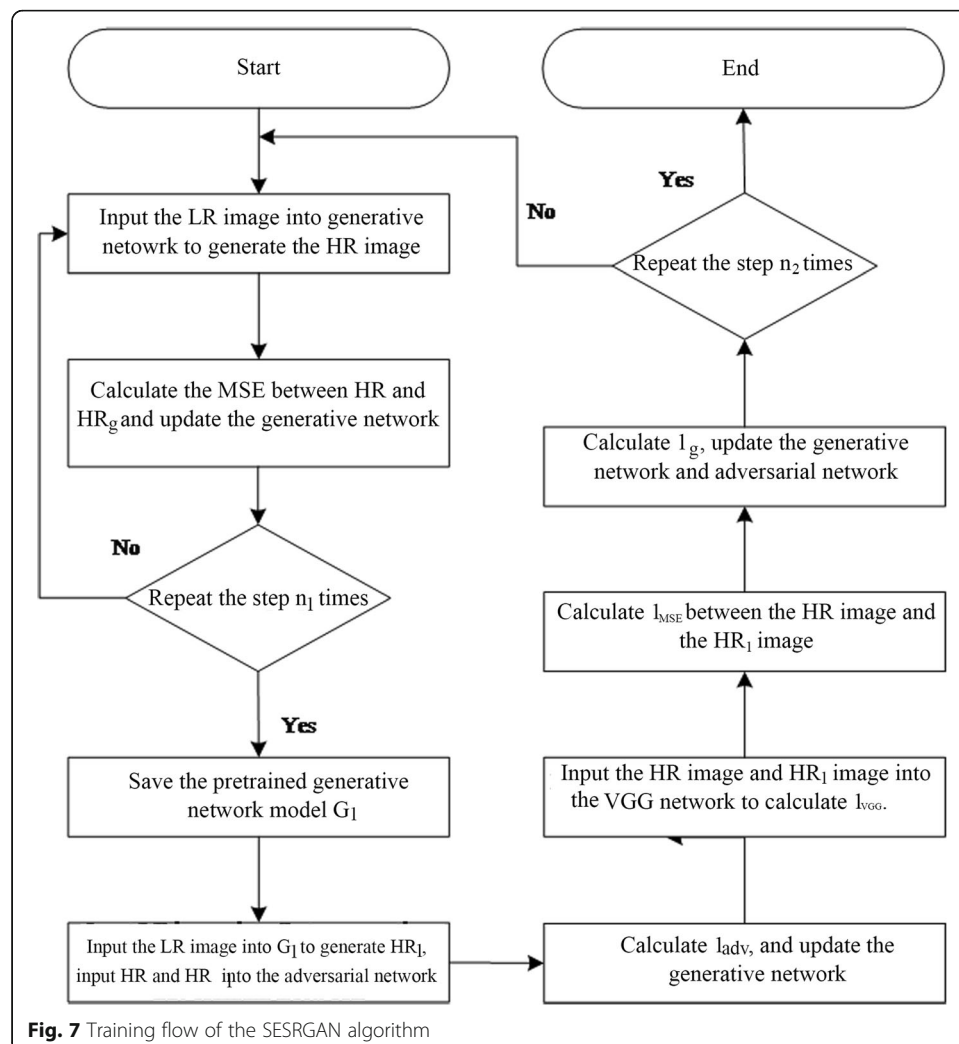 Start
Input the LR image into generative
netowrk to generate the HR image
Calculate the MSE between HR and
HRg and update the generative network
No
Repeat the step n1 times
Yes
Save the pretrained generative
network model G1
Input the LR image into G1 to generate HR1,
input HR and HR1 into the adversarial network
Calculate ladv, and update the
generative network
Input the HR image and HR1 image into
the VGG network to calculate lVGG.
Calculate lMSE between the HR image and
the HR1 image
Calculate lg, update the generative
network and adversarial network
Repeat the step n2 times
No
Yes
End
Fig. 7 Training flow of the SESRGAN algorithm